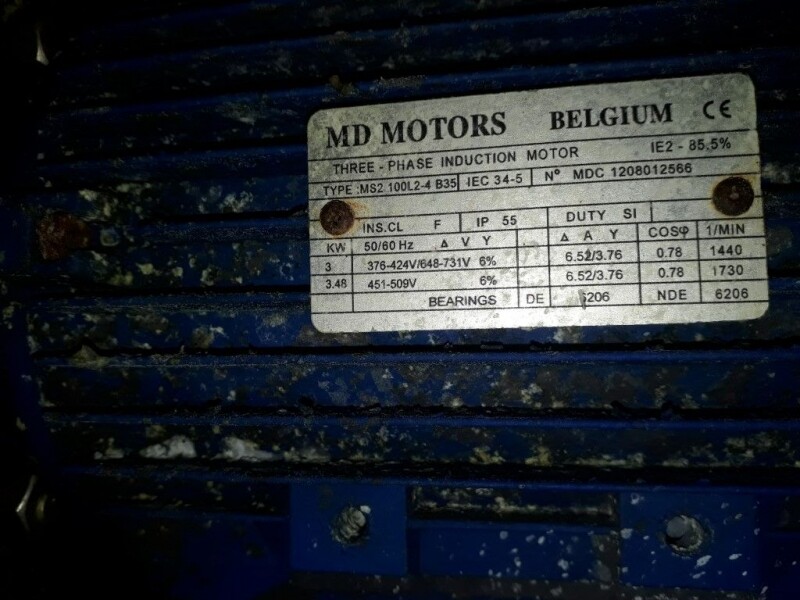 MD MOTORS BELGIUM CE
THREE - PHASE INDUCTION MOTOR IE2 - 85.5%
TYPE :MS2 100L2-4 B35 IEC 34-5 Nº MDC 1208012566
INS.CL F IP 55 DUTY SI
KW 50/60 Hz Δ V Y Δ A Y COSφ 1/MIN
3 376-424V/648-731V 6% 6.52/3.76 0.78 1440
3.48 451-509V 6% 6.52/3.76 0.78 1730
BEARINGS DE 6206 NDE 6206